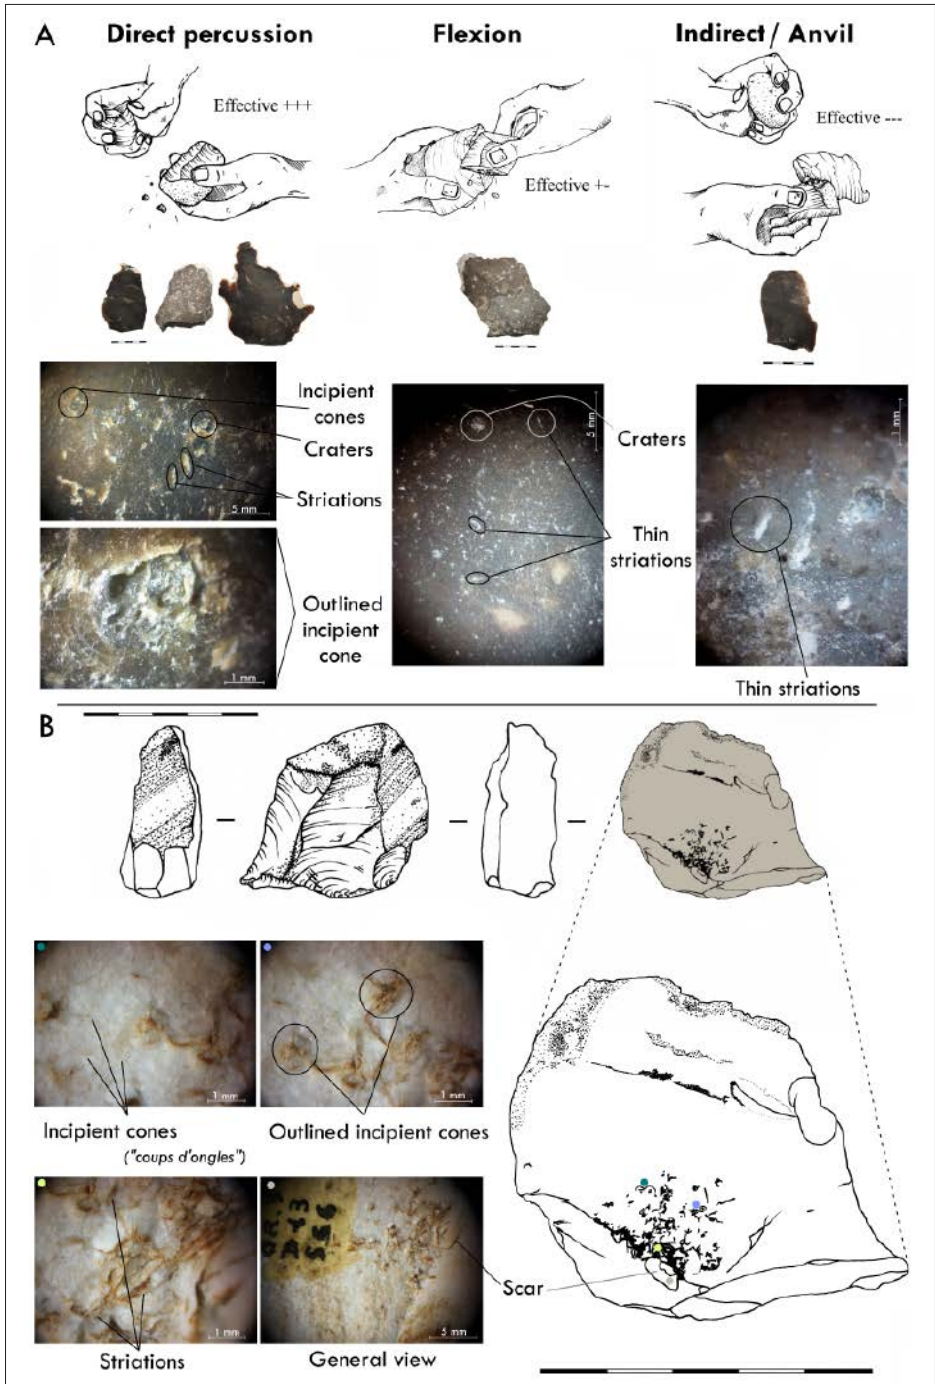 A
Direct percussion
Flexion
Indirect / Anvil
Effective +++
Effective +-
Effective ---
Incipient
cones
Craters
Striations
5 mm
Outlined
incipient
cone
1 mm
5 mm
Craters
Thin
striations
1 mm
Thin striations
B
1 mm
1 mm
Incipient cones
("coups d'ongles")
Outlined incipient cones
1 mm
5 mm
Scar
Striations
General view